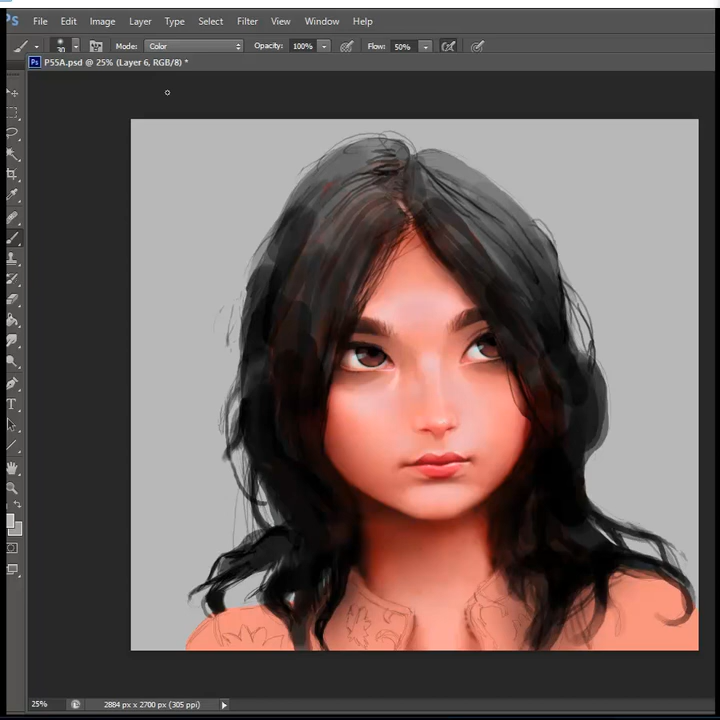 Ps File Edit Image Layer Type Select Filter View Window Help
30 Mode: Color Opacity: 100% Flow: 50%
Ps P55A.psd @ 25% (Layer 6, RGB/8) *
T
25% 2884 px x 2700 px (305 ppi)